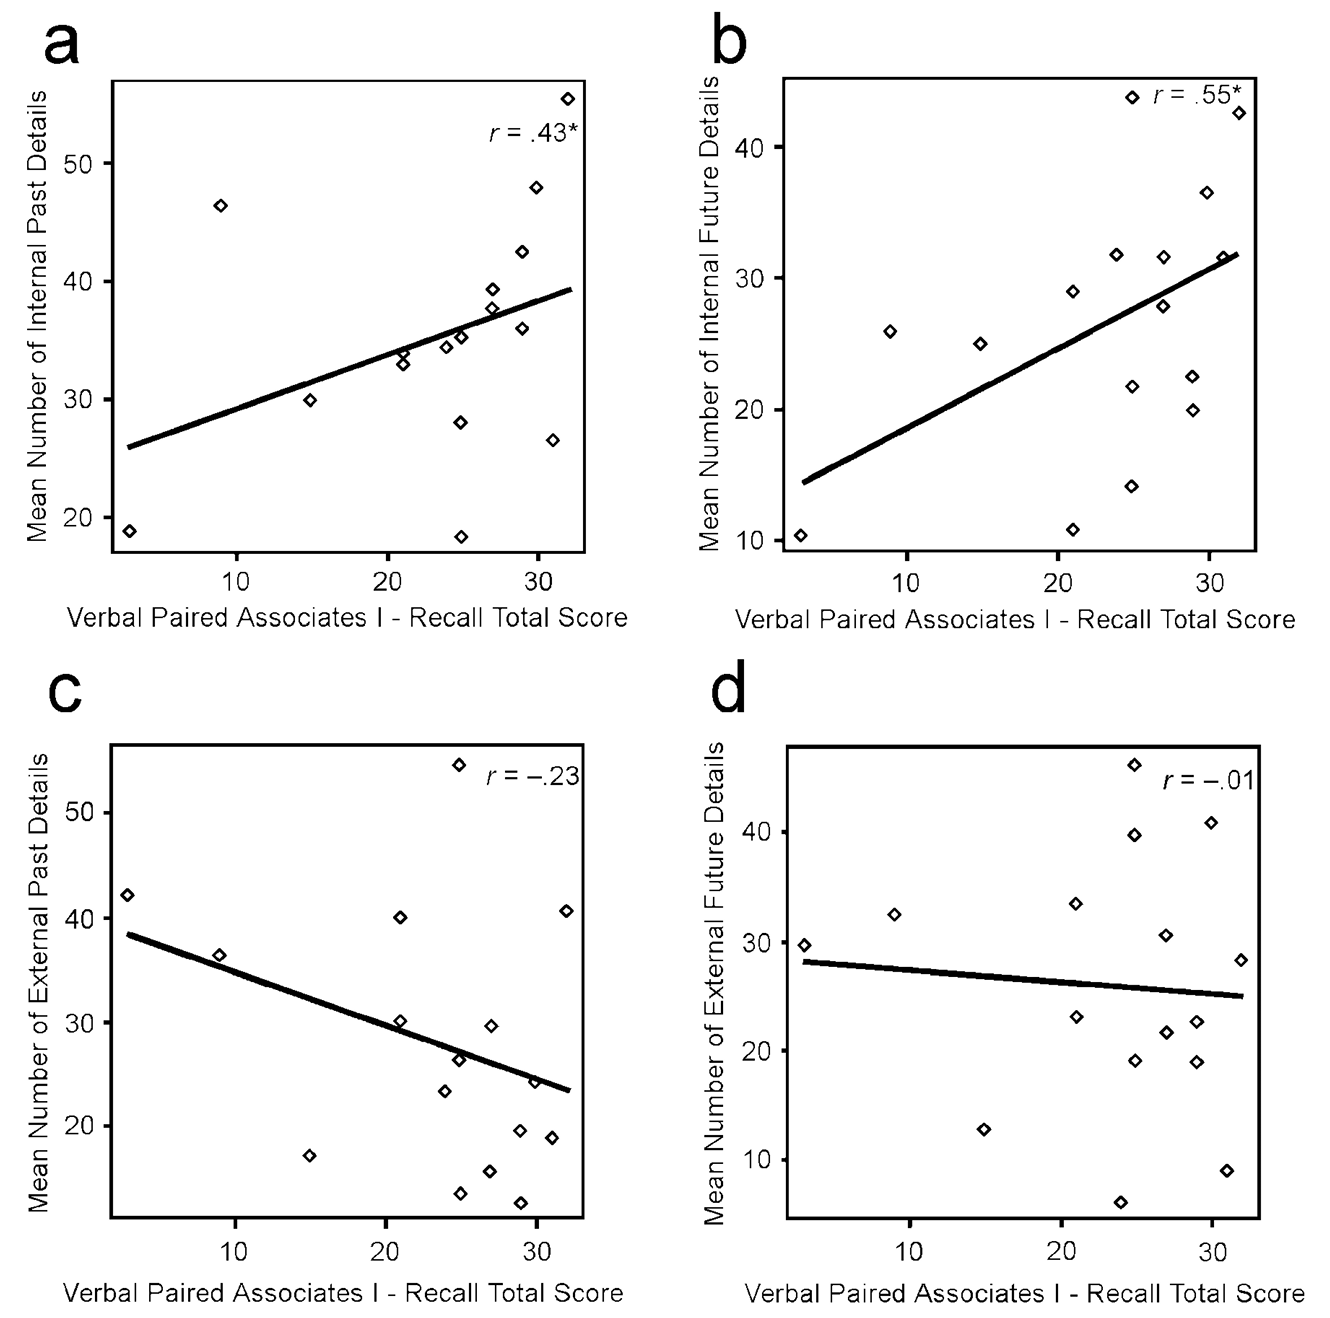 a
Mean Number of Internal Past Details
r = .43*
50
40
30
20
10 20 30
Verbal Paired Associates I - Recall Total Score
b
Mean Number of Internal Future Details
r = .55*
40
30
20
10
10 20 30
Verbal Paired Associates I - Recall Total Score
c
Mean Number of External Past Details
r = –.23
50
40
30
20
10 20 30
Verbal Paired Associates I - Recall Total Score
d
Mean Number of External Future Details
r = –.01
40
30
20
10
10 20 30
Verbal Paired Associates I - Recall Total Score